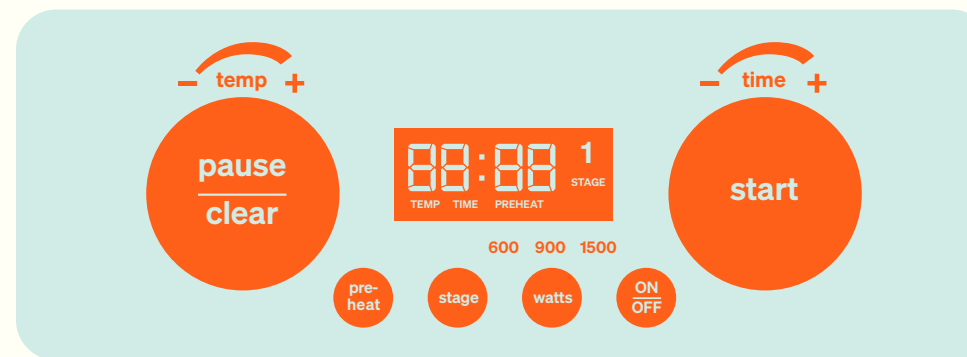 − temp +
− time +
pause
clear
start
88:88
1
STAGE
TEMP TIME PREHEAT
600 900 1500
pre-
heat
stage
watts
ON
OFF